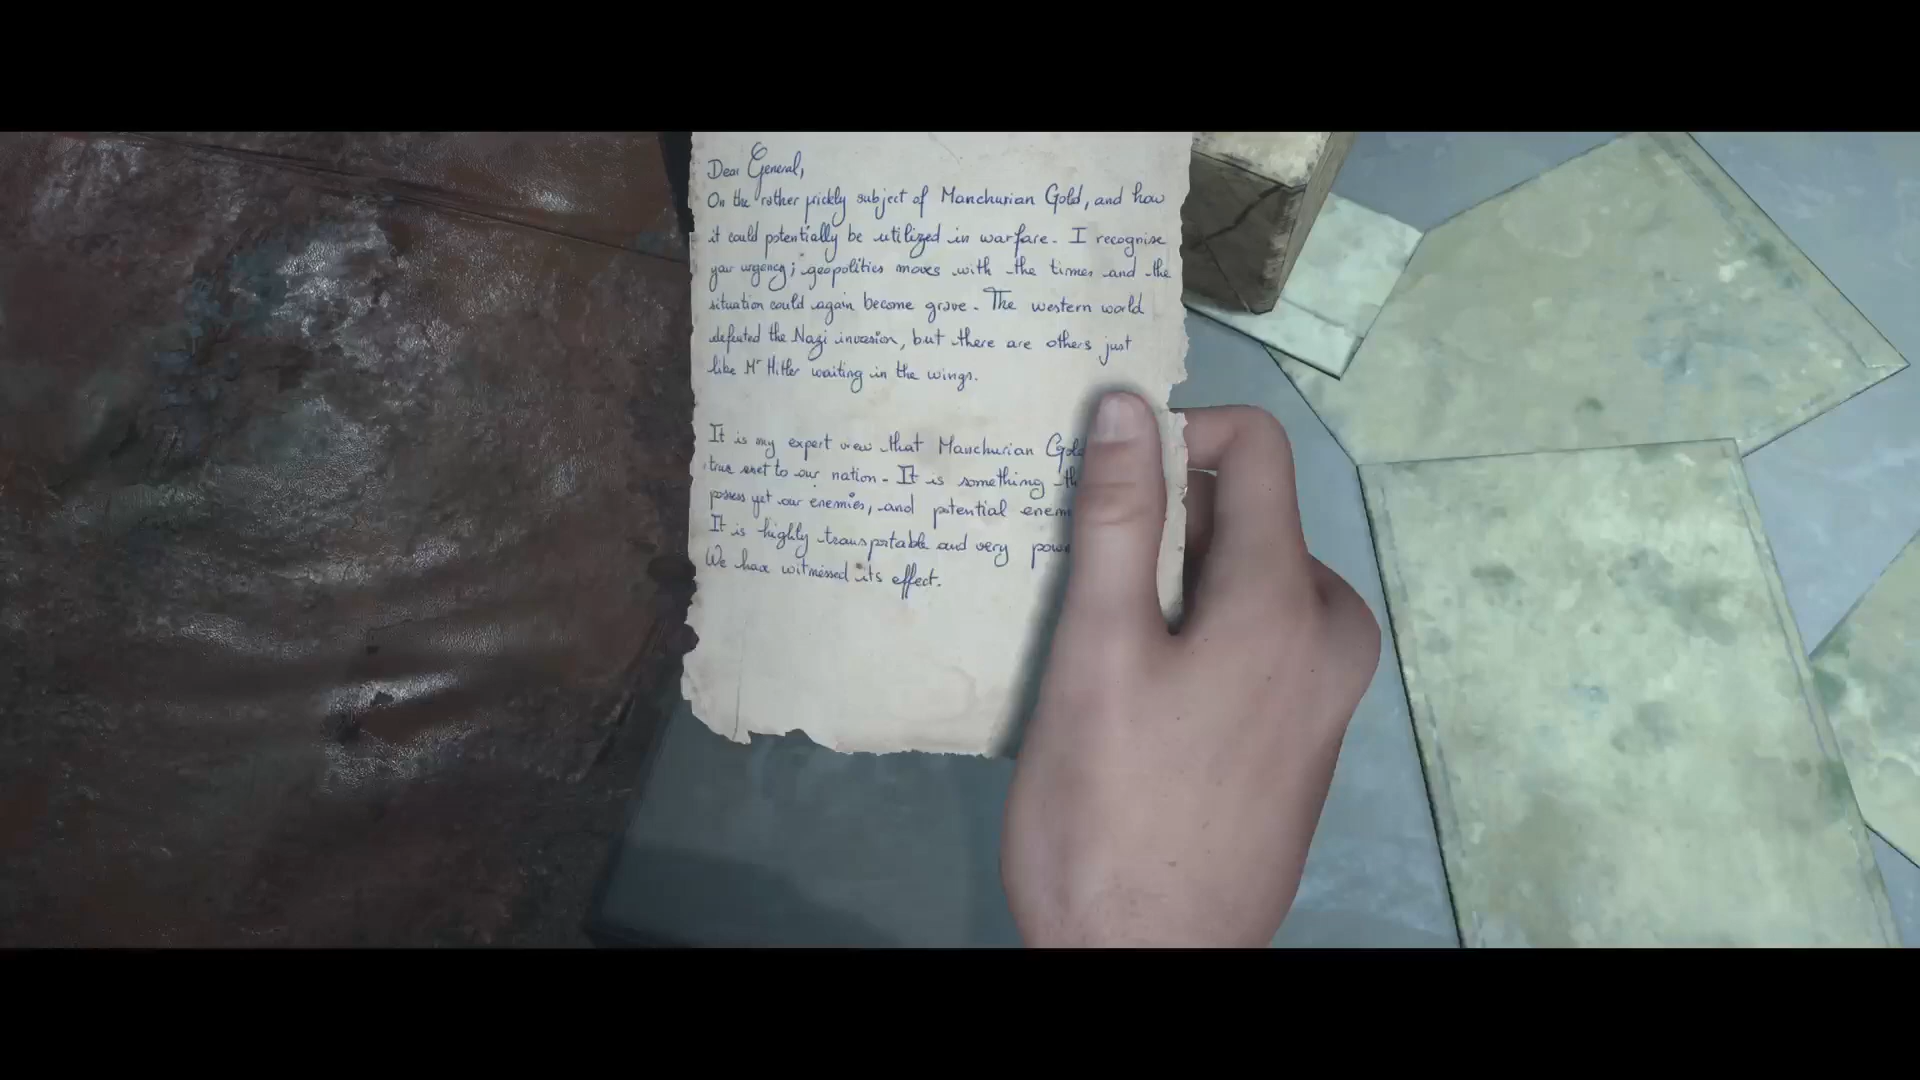 Dear General,
On the rather prickly subject of Manchurian Gold, and how
it could potentially be utilized in warfare. I recognise
your urgency; geopolitics moves with the times and the
situation could again become grave. The western world
defeated the Nazi invasion, but there are others just
like Mr Hitler waiting in the wings.
It is my expert view that Manchurian Gold
true asset to our nation. It is something
possess yet our enemies, and potential
It is highly transportable and very
We have witnessed its effect.